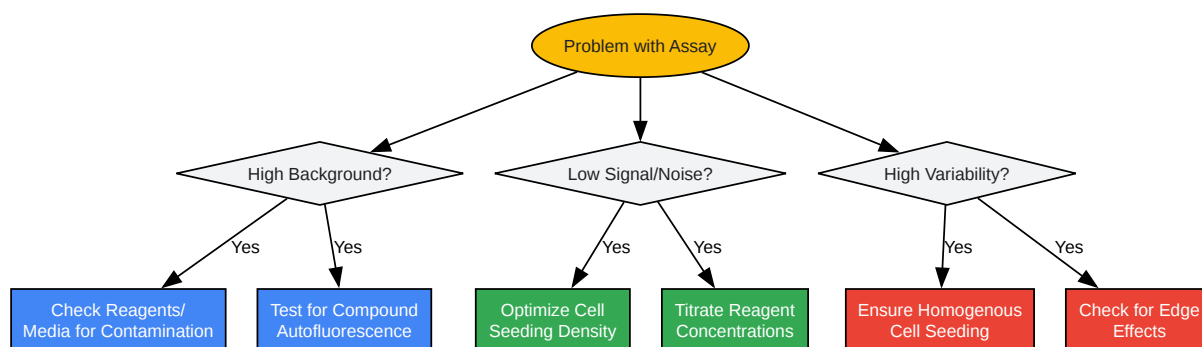 Problem with Assay
High Background?
Low Signal/Noise?
High Variability?
Yes
Yes
Yes
Yes
Yes
Yes
Check Reagents/
Media for Contamination
Test for Compound
Autofluorescence
Optimize Cell
Seeding Density
Titrate Reagent
Concentrations
Ensure Homogenous
Cell Seeding
Check for Edge
Effects